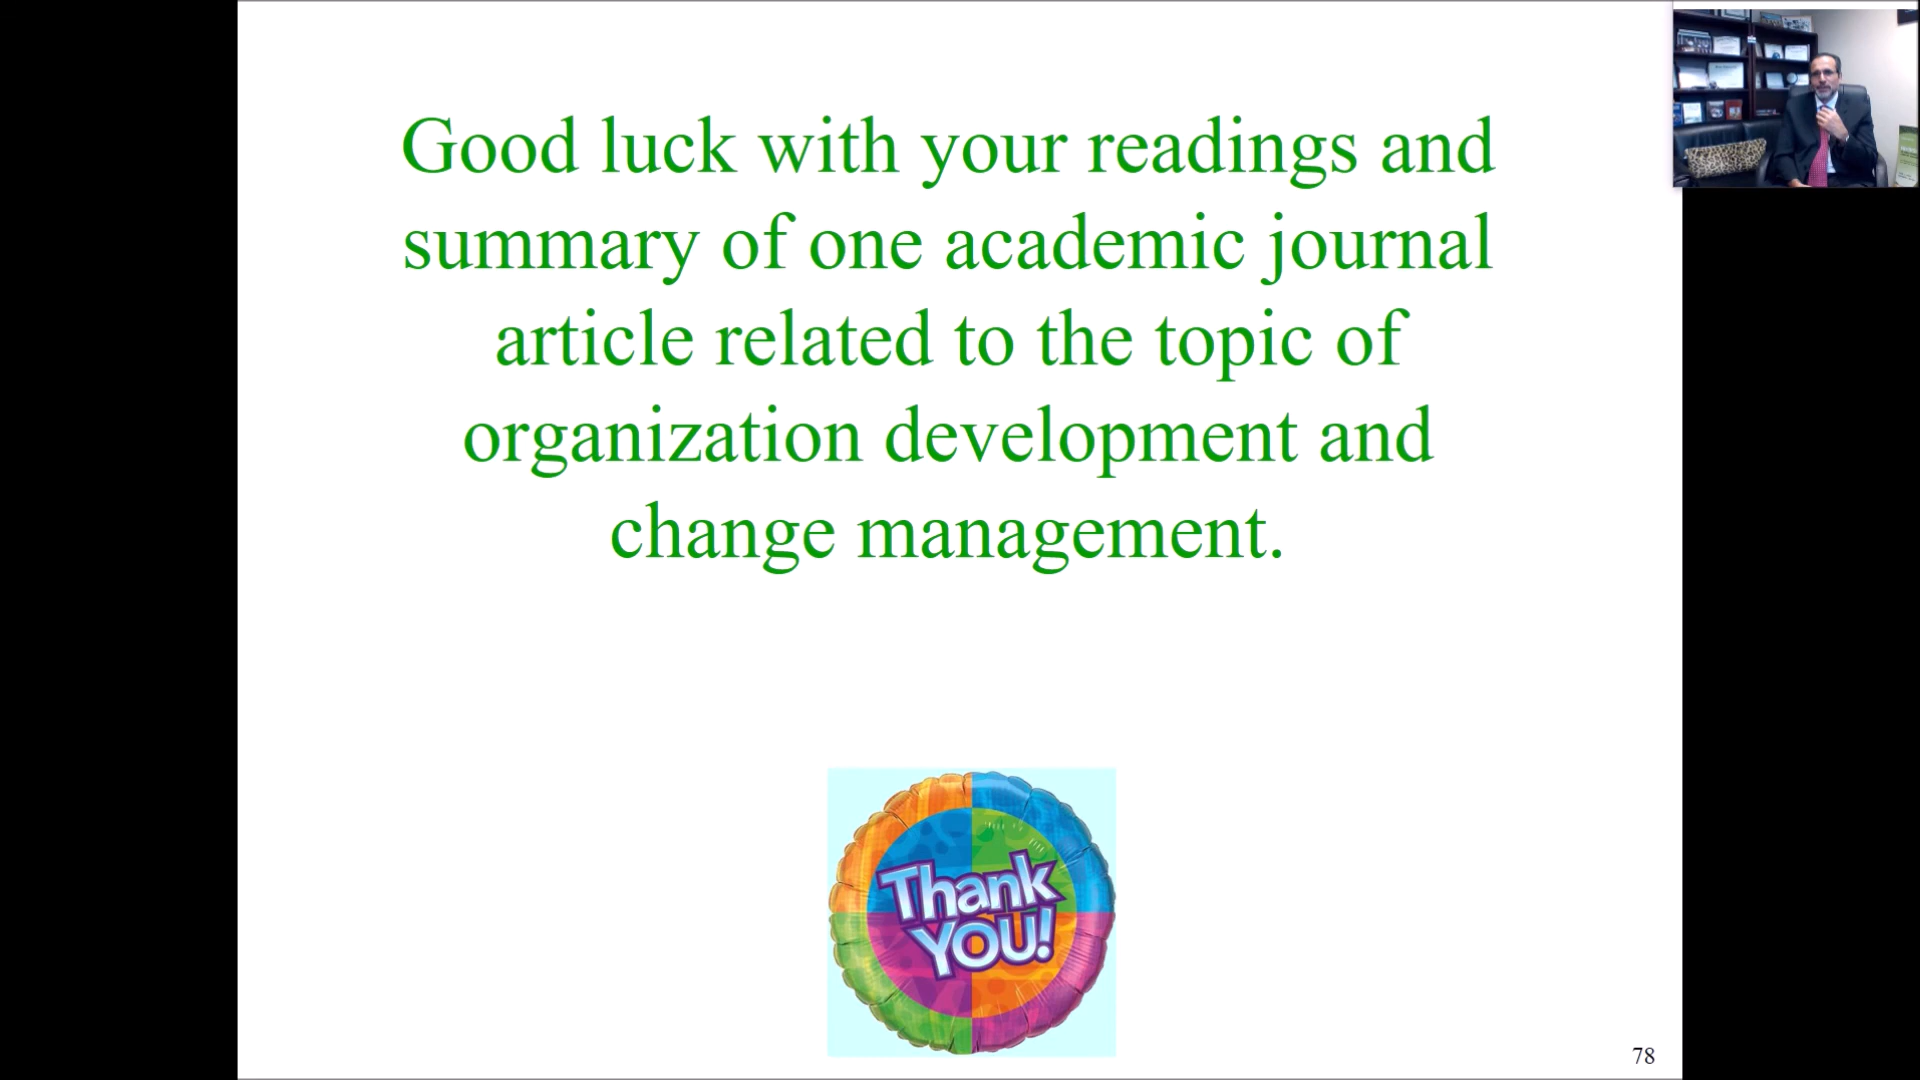 Good luck with your readings and
summary of one academic journal
article related to the topic of
organization development and
change management.
Thank
YOU!
78